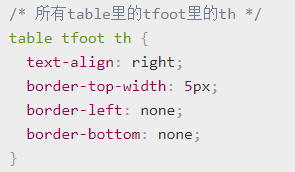 /* 所有table里的tfoot里的th */
table tfoot th {
  text-align: right;
  border-top-width: 5px;
  border-left: none;
  border-bottom: none;
}